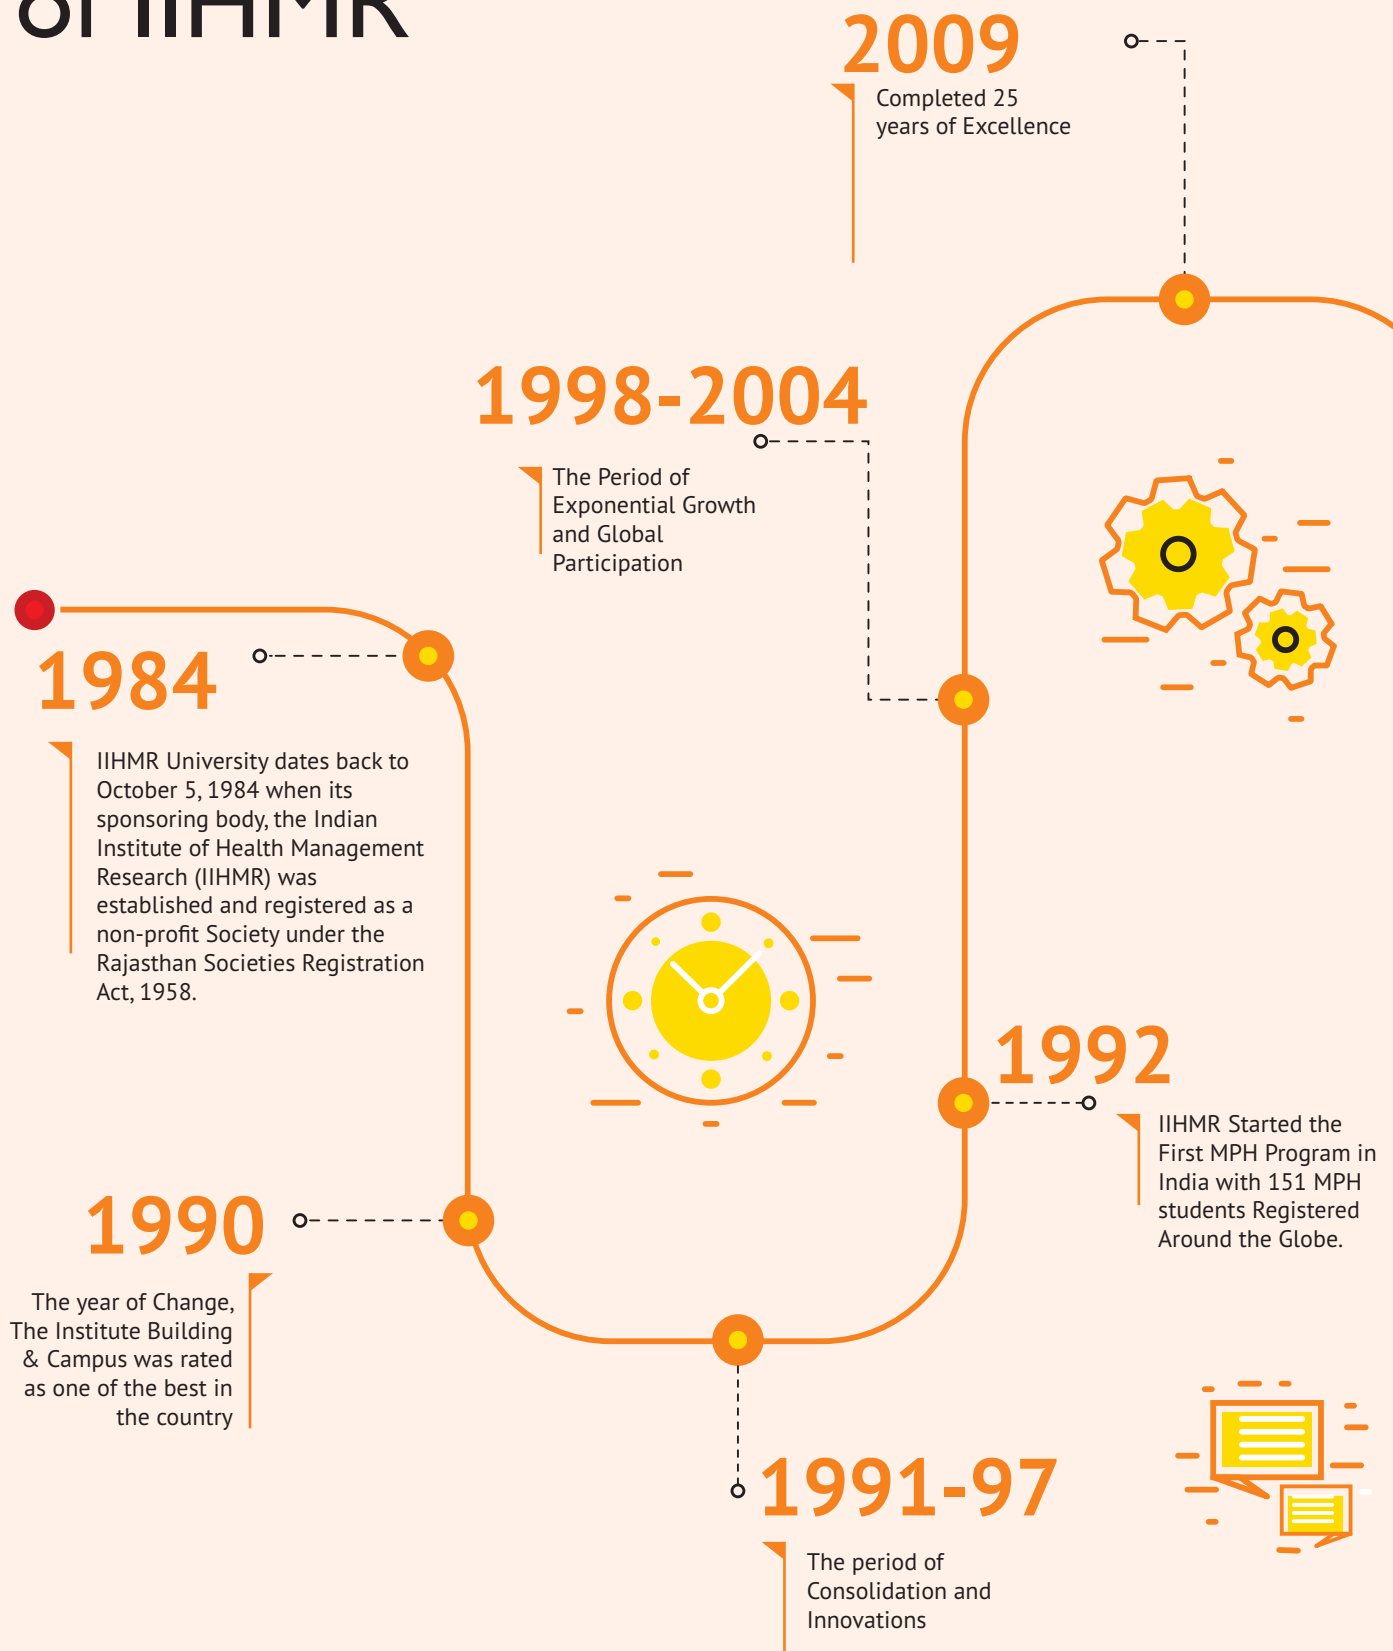 of IIHMR
2009
Completed 25
years of Excellence
1998-2004
The Period of
Exponential Growth
and Global
Participation
1984
IIHMR University dates back to
October 5, 1984 when its
sponsoring body, the Indian
Institute of Health Management
Research (IIHMR) was
established and registered as a
non-profit Society under the
Rajasthan Societies Registration
Act, 1958.
1992
IIHMR Started the
First MPH Program in
India with 151 MPH
students Registered
Around the Globe.
1990
The year of Change,
The Institute Building
& Campus was rated
as one of the best in
the country
1991-97
The period of
Consolidation and
Innovations